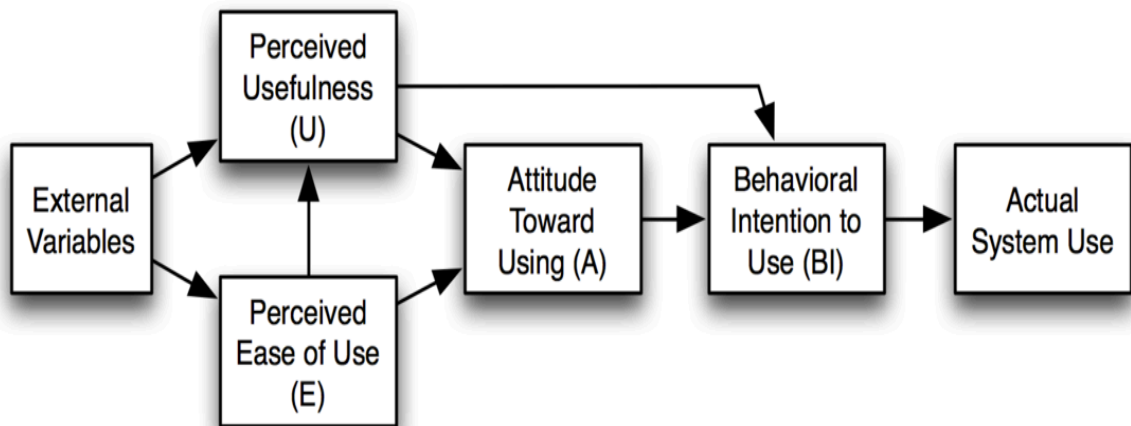 Perceived
Usefulness
(U)
External
Variables
Perceived
Ease of Use
(E)
Attitude
Toward
Using (A)
Behavioral
Intention to
Use (BI)
Actual
System Use